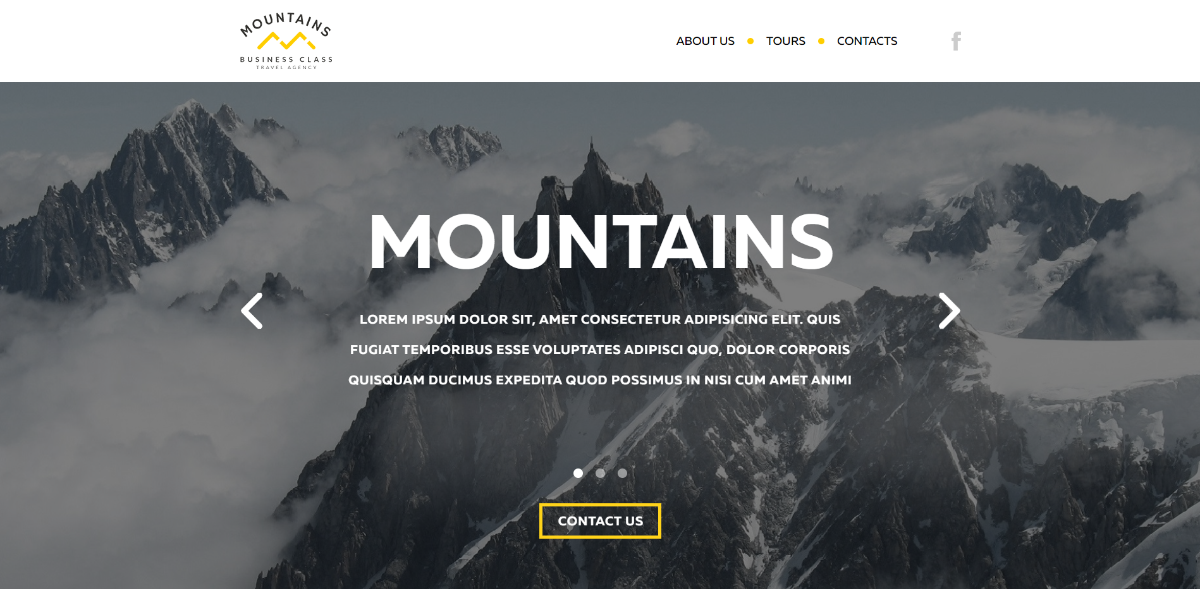 MOUNTAINS
BUSINESS CLASS
TRAVEL AGENCY
ABOUT US
TOURS
CONTACTS
f
MOUNTAINS
LOREM IPSUM DOLOR SIT, AMET CONSECTETUR ADIPISICING ELIT. QUIS
FUGIAT TEMPORIBUS ESSE VOLUPTATES ADIPISCI QUO, DOLOR CORPORIS
QUISQUAM DUCIMUS EXPEDITA QUOD POSSIMUS IN NISI CUM AMET ANIMI
CONTACT US